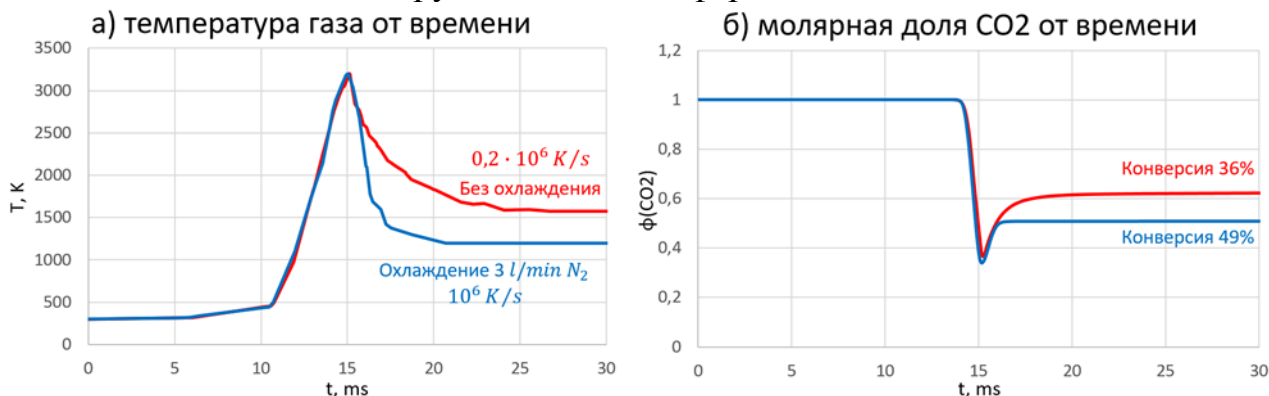 а) температура газа от времени
3500
3000
2500
2000
1500
1000
500
0
T, К
0,2 · 10⁶ K/s
Без охлаждения
Охлаждение 3 l/min N₂
10⁶ K/s
0 5 10 15 20 25 30
t, ms
б) молярная доля СО2 от времени
1,2
1
0,8
0,6
0,4
0,2
0
ф(СО2)
Конверсия 36%
Конверсия 49%
0 5 10 15 20 25 30
t, ms